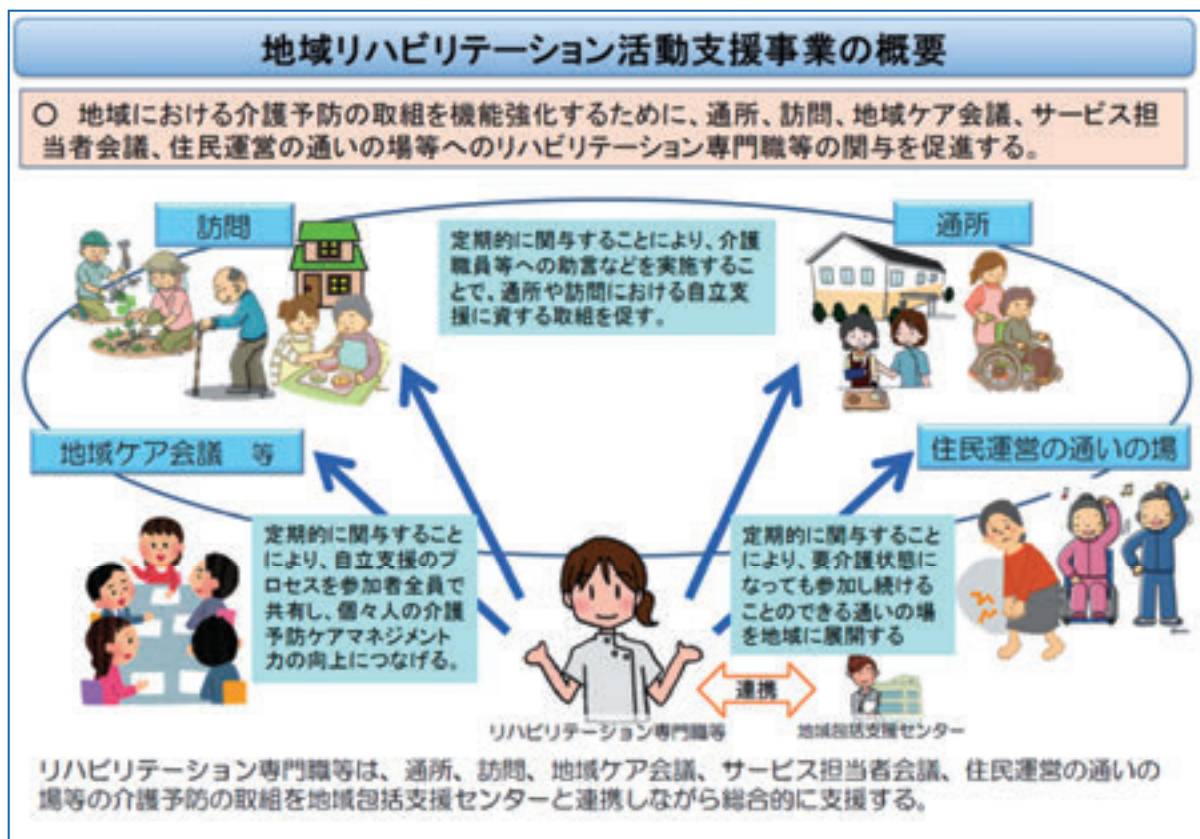 地域リハビリテーション活動支援事業の概要
○ 地域における介護予防の取組を機能強化するために、通所、訪問、地域ケア会議、サービス担
当者会議、住民運営の通いの場等へのリハビリテーション専門職等の関与を促進する。
訪問
定期的に関与することにより、介護
職員等への助言などを実施するこ
とで、通所や訪問における自立支
援に資する取組を促す。
通所
地域ケア会議 等
住民運営の通いの場
定期的に関与すること
により、自立支援のプ
ロセスを参加者全員で
共有し、個々人の介護
予防ケアマネジメント
力の向上につなげる。
定期的に関与すること
により、要介護状態に
なっても参加し続ける
ことのできる通いの場
を地域に展開する
連携
リハビリテーション専門職等
地域包括支援センター
リハビリテーション専門職等は、通所、訪問、地域ケア会議、サービス担当者会議、住民運営の通いの
場等の介護予防の取組を地域包括支援センターと連携しながら総合的に支援する。